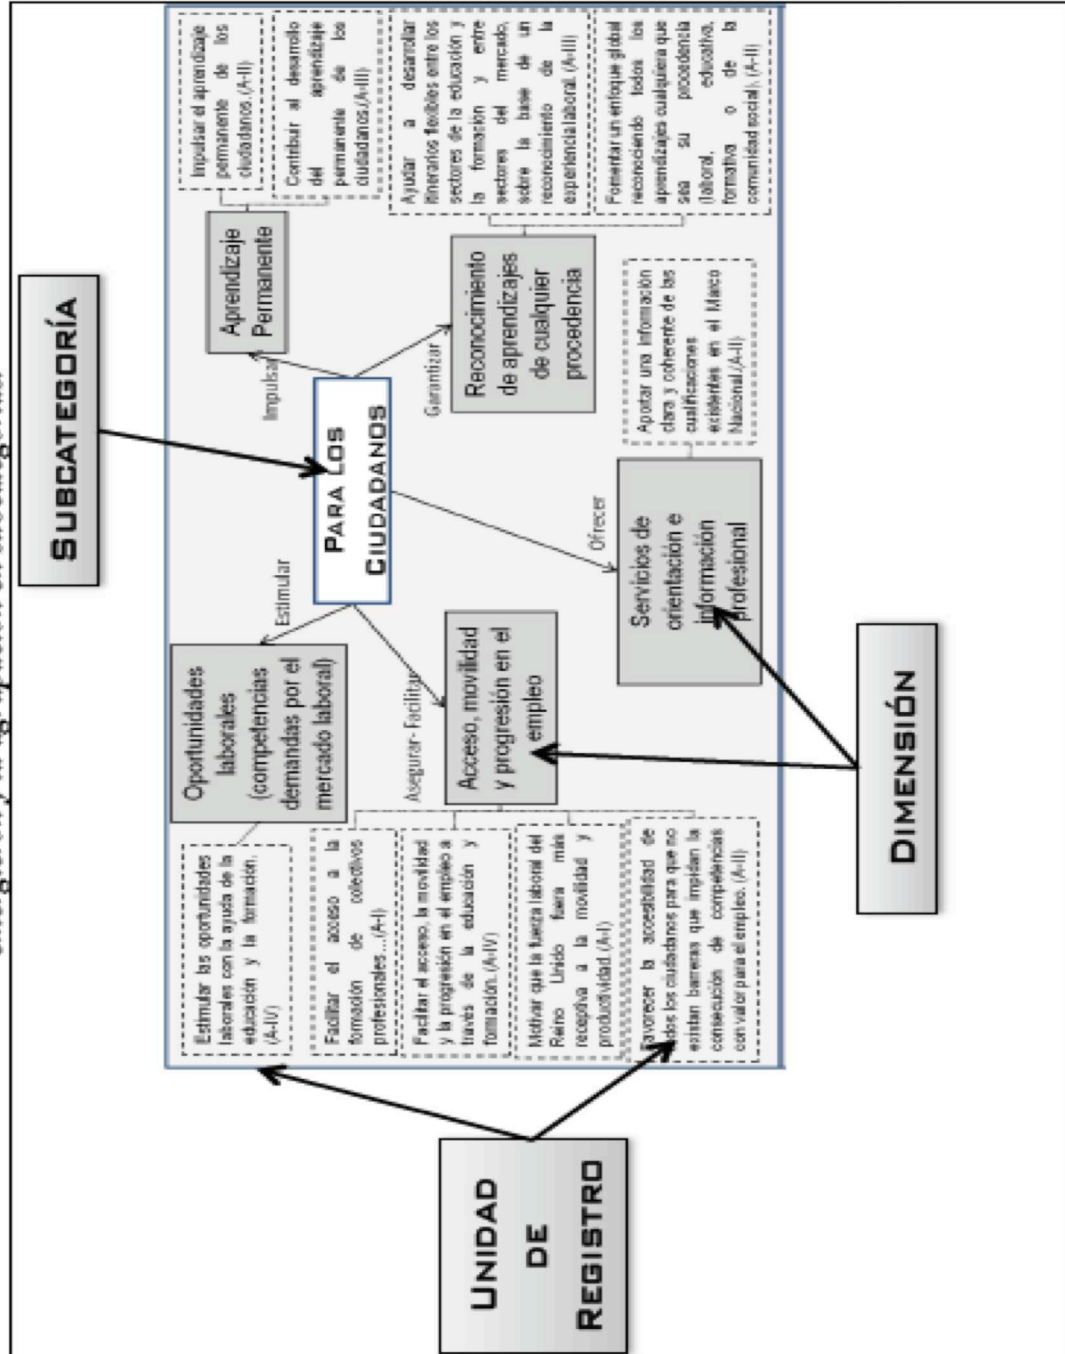 SUBCATEGORÍA
Estimular las oportunidades
laborales con la ayuda de la
educación y la formación.
(A-IV)
Oportunidades
laborales
(competencias
demandas por el
mercado laboral)
Estimular
PARA LOS
CIUDADANOS
Impulsar
Aprendizaje
Permanente
Impulsar el aprendizaje
permanente de los
ciudadanos.(A-II)
Contribuir al desarrollo
del aprendizaje
permanente de los
ciudadanos.(A-III)
Facilitar el acceso a la
formación de colectivos
profesionales...(A-I)
Facilitar el acceso, la movilidad
y la progresión en el empleo a
través de la educación y
formación. (A-IV)
Motivar que la fuerza laboral del
Reino Unido fuera más
receptiva a la movilidad y
productividad. (A-I)
Favorecer la accesibilidad de
todos los ciudadanos para que no
existan barreras que impidan la
consecución de competencias
con valor para el empleo. (A-II)
Asegurar- Facilitar
Acceso, movilidad
y progresión en el
empleo
Ofrecer
Servicios de
orientación e
información
profesional
Aportar una información
clara y coherente de las
cualificaciones
existentes en el Marco
Nacional.(A-II)
Garantizar
Reconocimiento
de aprendizajes
de cualquier
procedencia
Ayudar a desarrollar
itinerarios flexibles entre los
sectores de la educación y
la formación y entre
sectores del mercado,
sobre la base de un
reconocimiento de la
experiencia laboral. (A-III)
Fomentar un enfoque global
reconociendo todos los
aprendizajes cualquiera que
sea su procedencia
(laboral, educativa,
formativa o de la
comunidad social). (A-II)
UNIDAD
DE
REGISTRO
DIMENSIÓN